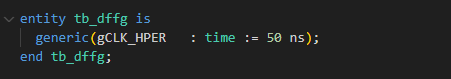 entity tb_dffg is
  generic(gCLK_HPER   : time := 50 ns);
end tb_dffg;